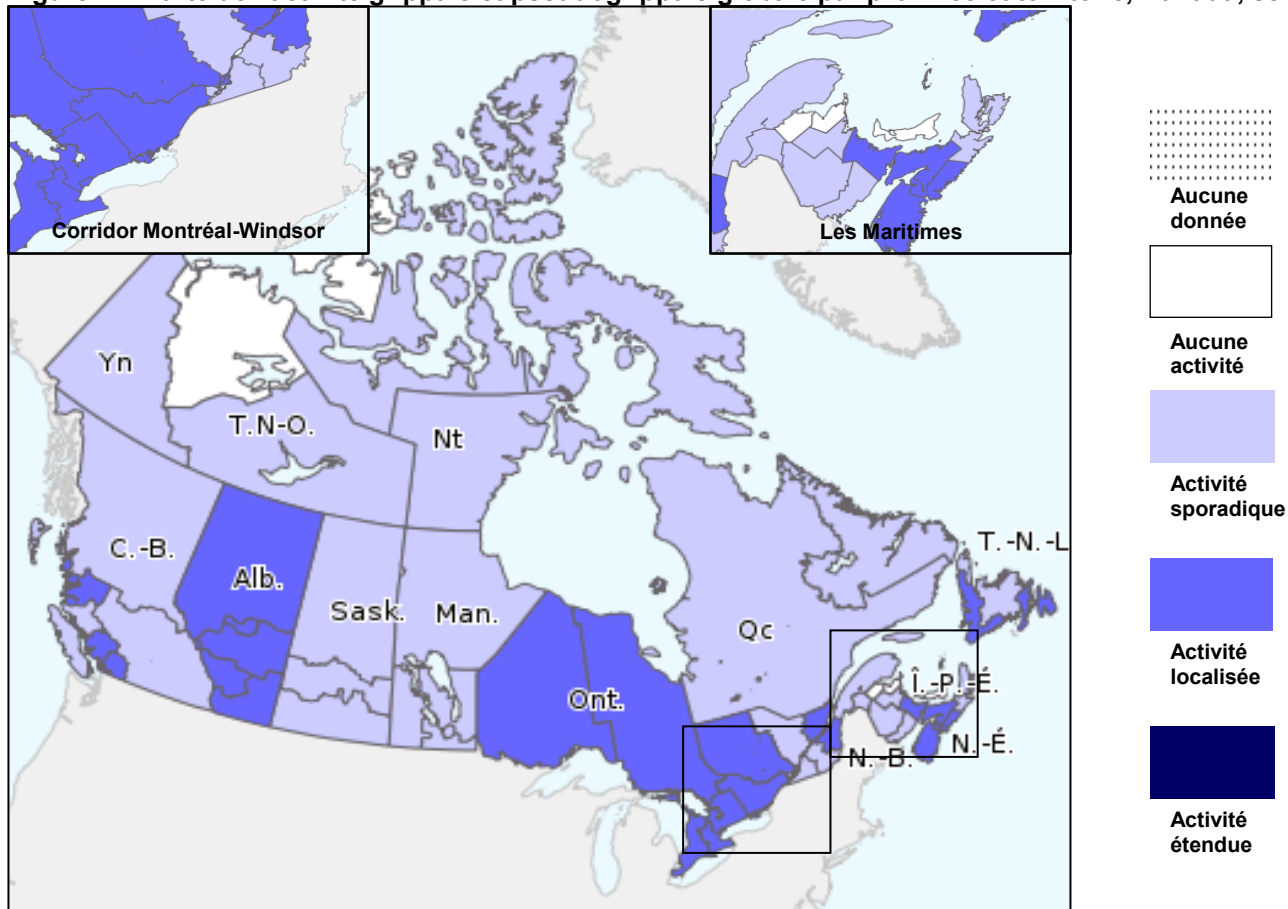 Corridor Montréal-Windsor
Les Maritimes
Yn
T.N-O.
Nt
C.-B.
Alb.
Sask.
Man.
Ont.
Qc
T.-N.-L
Î.-P.-É.
N.-B.
N.-É.
Aucune
donnée
Aucune
activité
Activité
sporadique
Activité
localisée
Activité
étendue